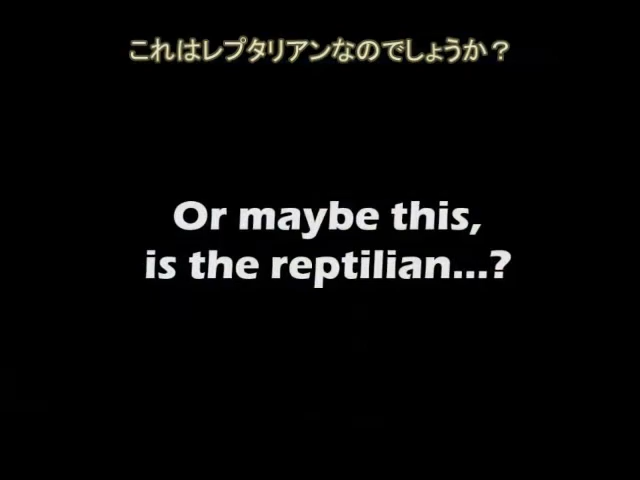 これはレプタリアンなのでしょうか？
Or maybe this,
is the reptilian...?